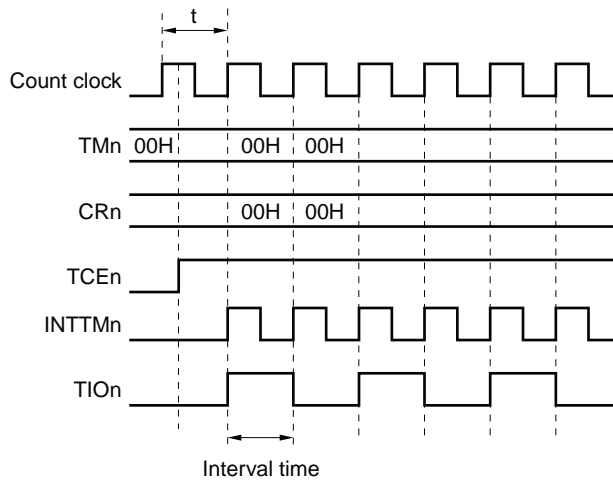 t
Count clock
TMn 00H 00H 00H
CRn 00H 00H
TCEn
INTTMn
TIOn
Interval time